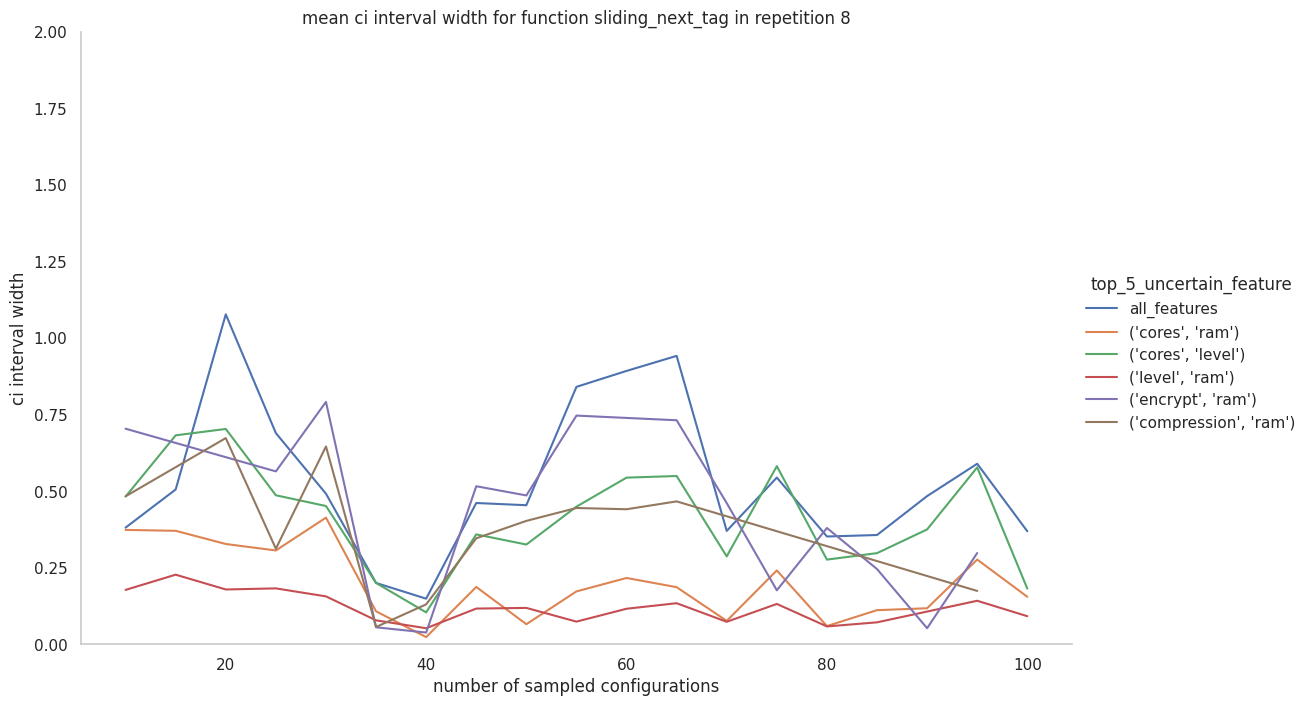 mean ci interval width for function sliding_next_tag in repetition 8
2.00
1.75
1.50
1.25
1.00
0.75
0.50
0.25
0.00
ci interval width
20 40 60 80 100
number of sampled configurations
top_5_uncertain_feature
all_features
('cores', 'ram')
('cores', 'level')
('level', 'ram')
('encrypt', 'ram')
('compression', 'ram')